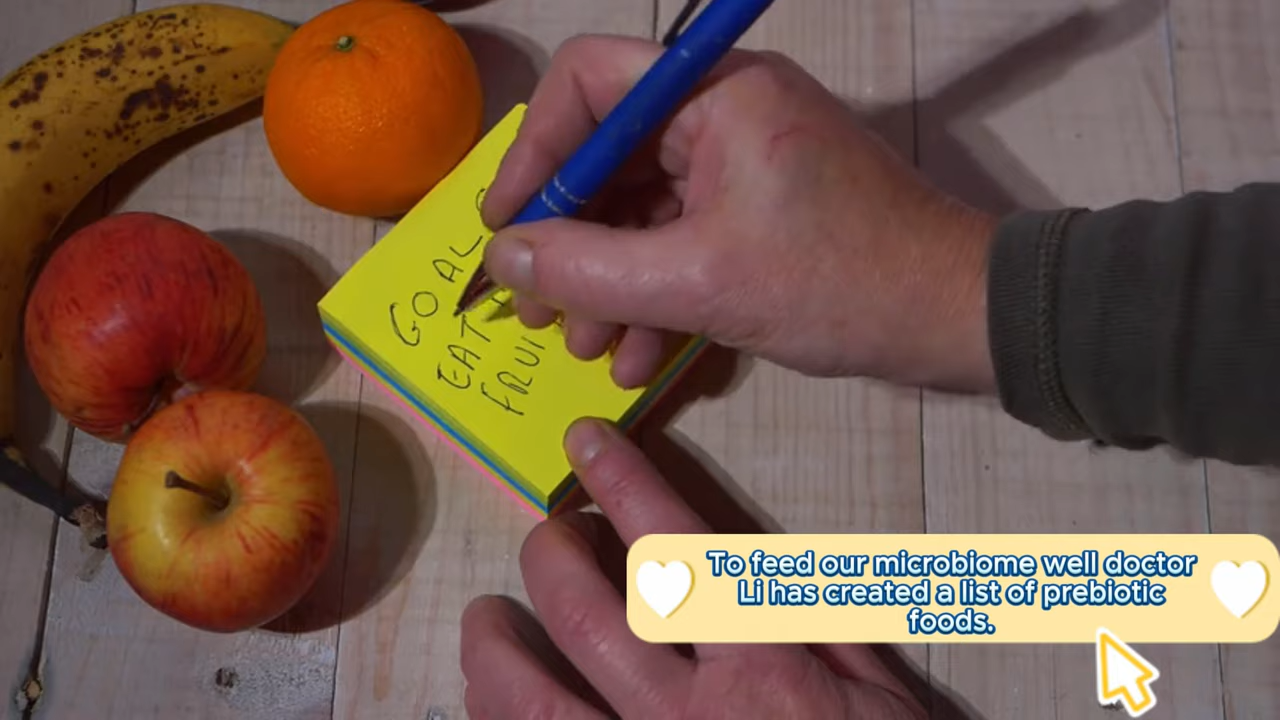 GOAL
EAT
FRUI
To feed our microbiome well doctor
Li has created a list of prebiotic
foods.